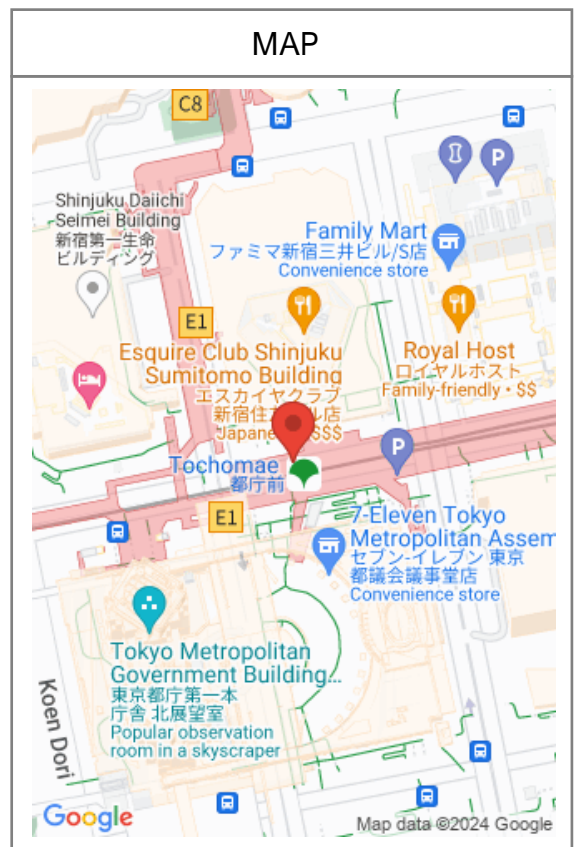 MAP
C8
P
Shinjuku Daiichi
Seimei Building
新宿第一生命
ビルディング
Family Mart
ファミマ新宿三井ビル/S店
Convenience store
E1
Esquire Club Shinjuku
Sumitomo Building
エスカイヤクラブ
新宿住
ル店
Japane
$$$
Royal Host
ロイヤルホスト
Family-friendly • $$
P
Tochomae
都庁前
E1
7-Eleven Tokyo
Metropolitan Assem
セブン-イレブン 東京
都議会議事堂店
Convenience store
Tokyo Metropolitan
Government Building...
東京都庁第一本
庁舎 北展望室
Popular observation
room in a skyscraper
Koen Dori
Google
Map data ©2024 Google